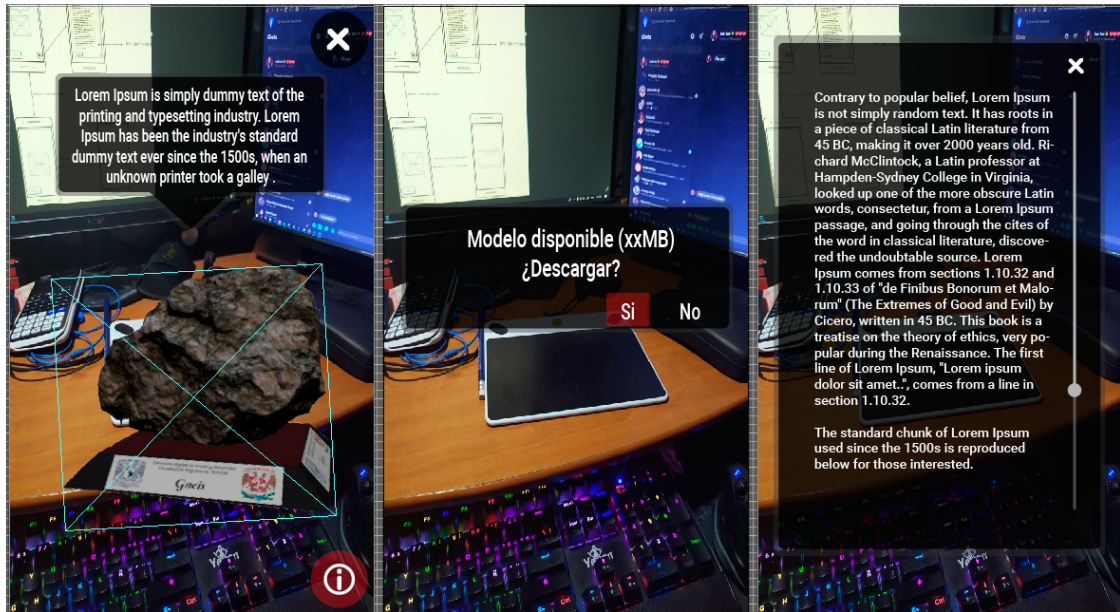 Lorem Ipsum is simply dummy text of the
printing and typesetting industry. Lorem
Ipsum has been the industry's standard
dummy text ever since the 1500s, when an
unknown printer took a galley .
Gneis
Modelo disponible (xxMB)
¿Descargar?
Si
No
Chats
Contrary to popular belief, Lorem Ipsum
is not simply random text. It has roots in
a piece of classical Latin literature from
45 BC, making it over 2000 years old. Ri-
chard McClintock, a Latin professor at
Hampden-Sydney College in Virginia,
looked up one of the more obscure Latin
words, consectetur, from a Lorem Ipsum
passage, and going through the cites of
the word in classical literature, discove-
red the undoubtable source. Lorem
Ipsum comes from sections 1.10.32 and
1.10.33 of "de Finibus Bonorum et Malo-
rum" (The Extremes of Good and Evil) by
Cicero, written in 45 BC. This book is a
treatise on the theory of ethics, very po-
pular during the Renaissance. The first
line of Lorem Ipsum, "Lorem ipsum
dolor sit amet..", comes from a line in
section 1.10.32.
The standard chunk of Lorem Ipsum
used since the 1500s is reproduced
below for those interested.